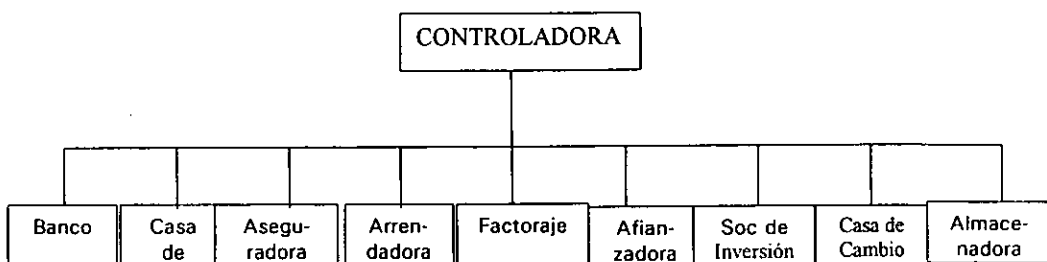 CONTROLADORA
Banco
Casa
de
Asegu-
radora
Arren-
dadora
Factoraje
Afian-
zadora
Soc de
Inversión
Casa de
Cambio
Almace-
nadora